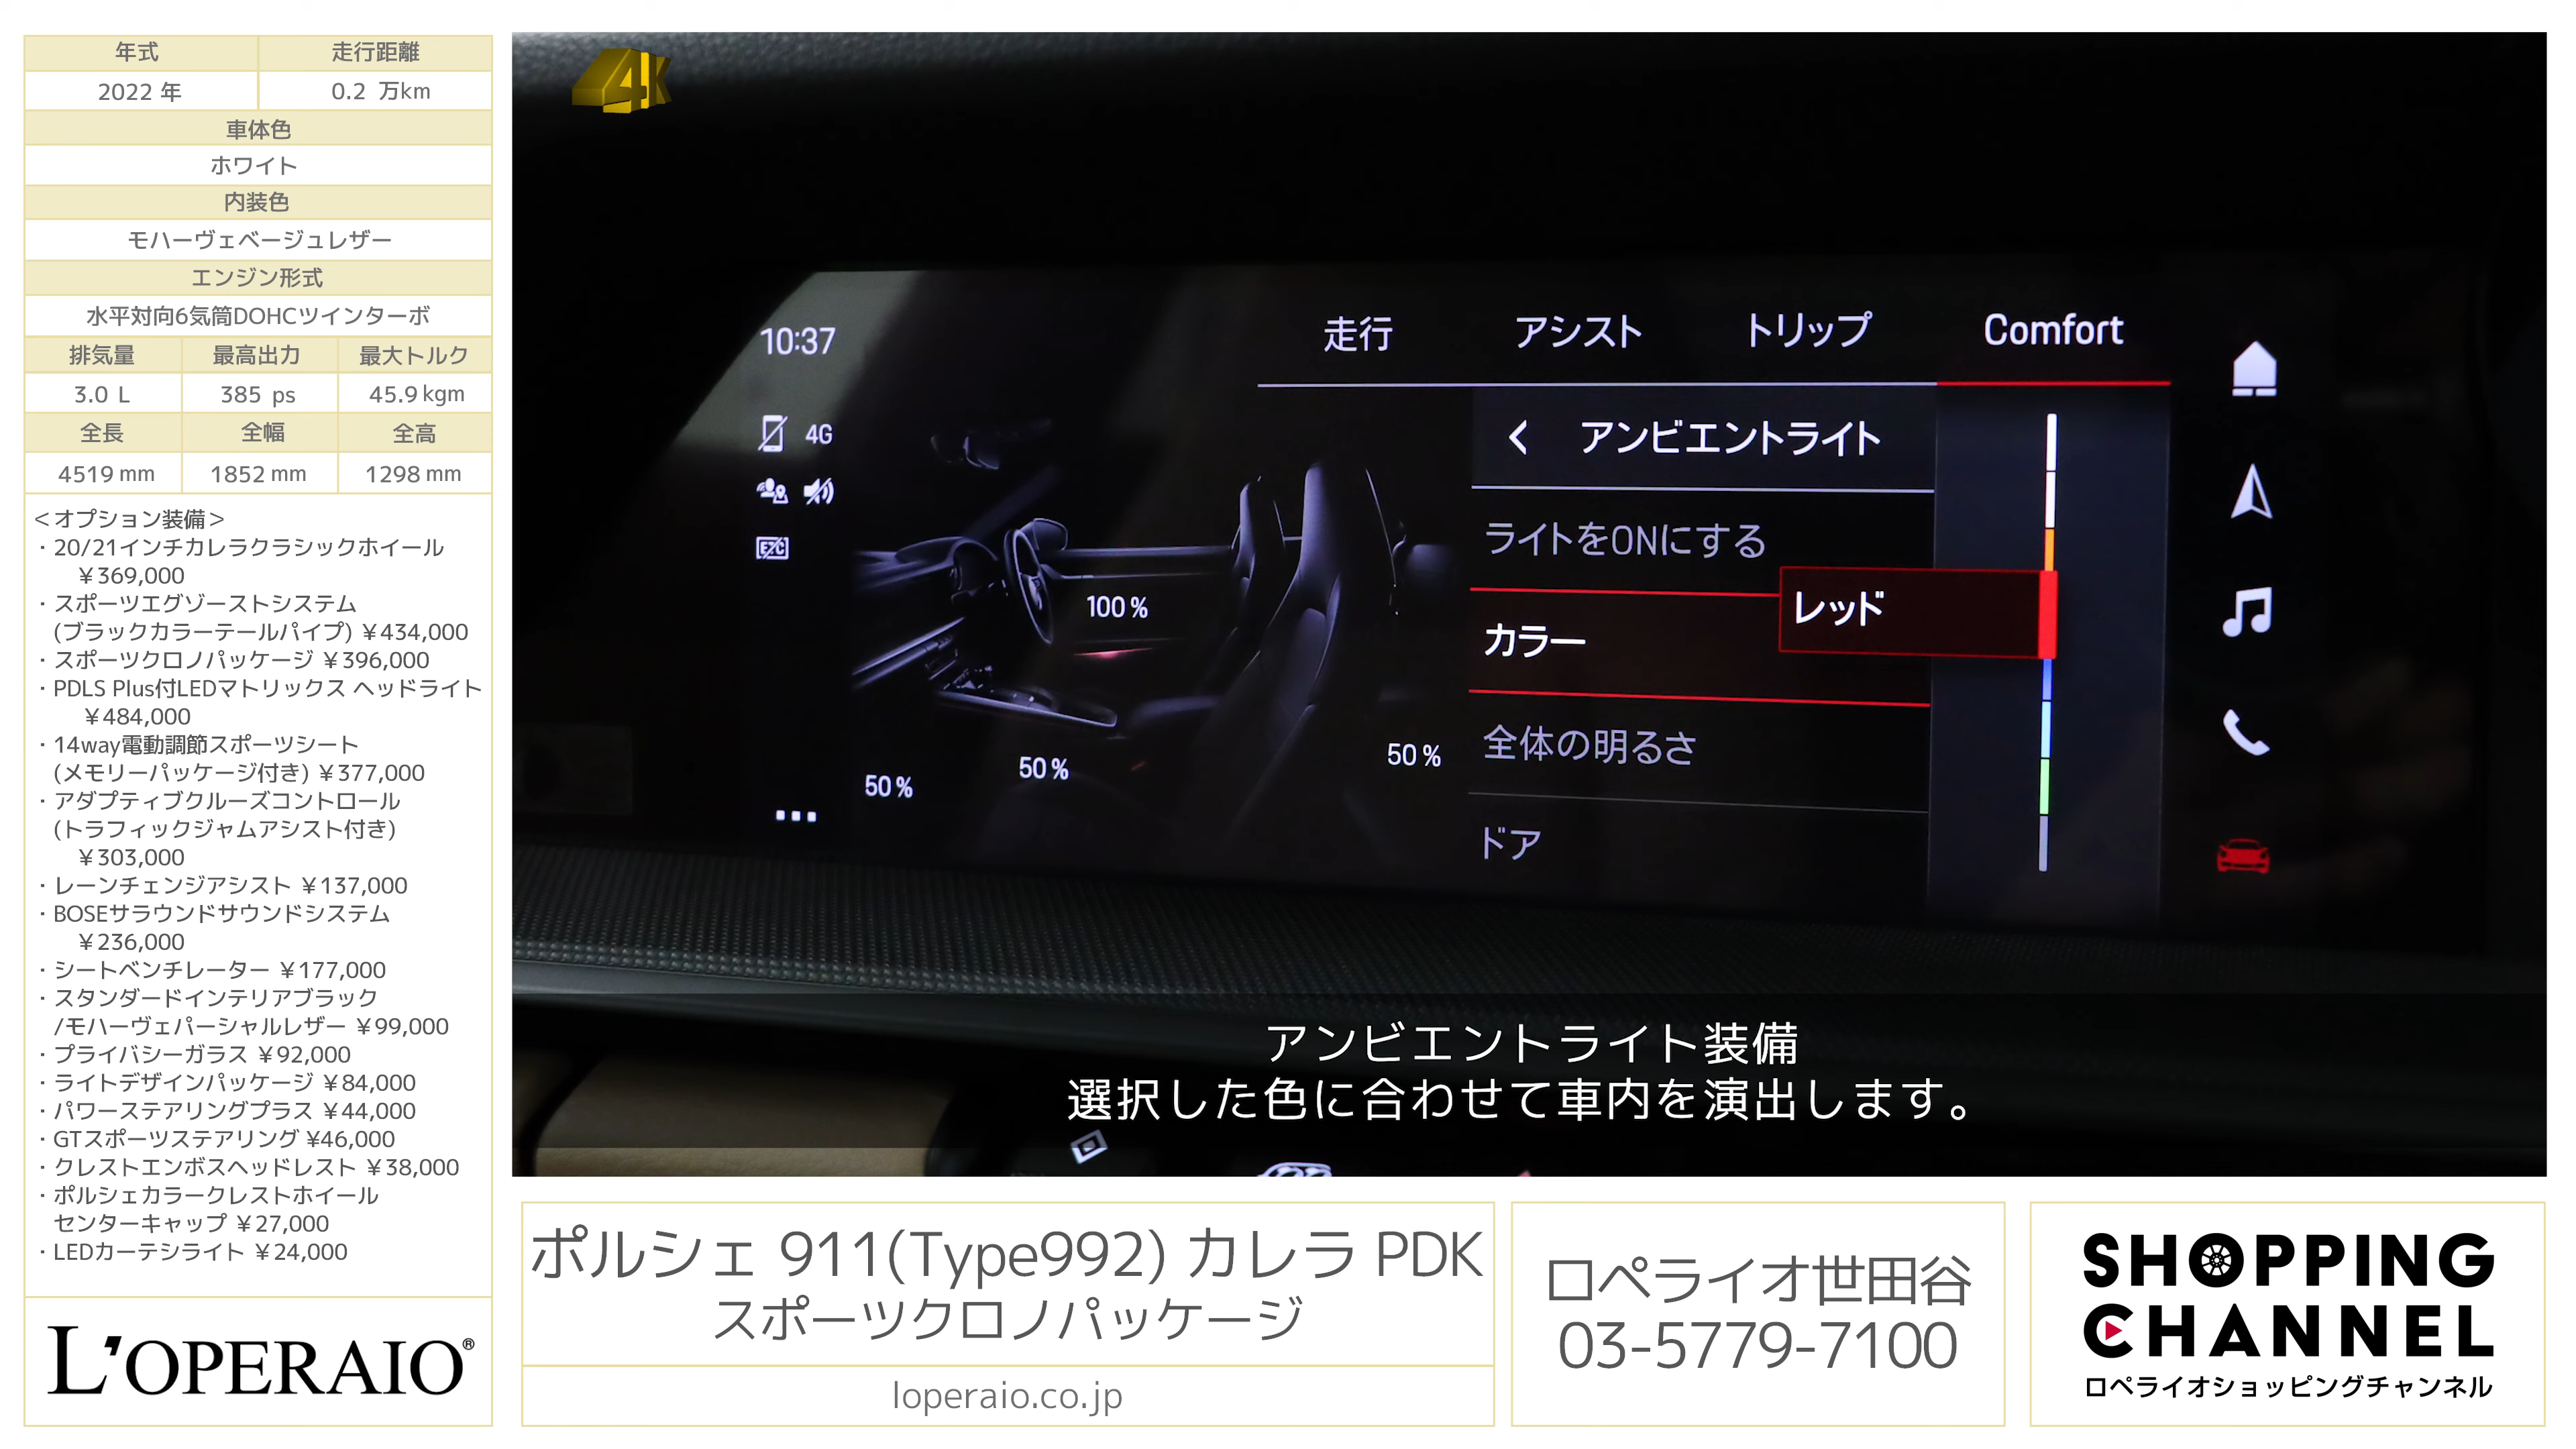 年式 走行距離
2022 年 0.2 万km
車体色
ホワイト
内装色
モハーヴェベージュレザー
エンジン形式
水平対向6気筒DOHCツインターボ
排気量 最高出力 最大トルク
3.0 L 385 ps 45.9 kgm
全長 全幅 全高
4519 mm 1852 mm 1298 mm
＜オプション装備＞
・20/21インチカレラクラシックホイール
￥369,000
・スポーツエグゾーストシステム
(ブラックカラーテールパイプ) ￥434,000
・スポーツクロノパッケージ ￥396,000
・PDLS Plus付LEDマトリックス ヘッドライト
￥484,000
・14way電動調節スポーツシート
(メモリーパッケージ付き) ￥377,000
・アダプティブクルーズコントロール
(トラフィックジャムアシスト付き)
￥303,000
・レーンチェンジアシスト ￥137,000
・BOSEサラウンドサウンドシステム
￥236,000
・シートベンチレーター ￥177,000
・スタンダードインテリアブラック
/モハーヴェパーシャルレザー ￥99,000
・プライバシーガラス ￥92,000
・ライトデザインパッケージ ￥84,000
・パワーステアリングプラス ￥44,000
・GTスポーツステアリング ¥46,000
・クレストエンボスヘッドレスト ￥38,000
・ポルシェカラークレストホイール
センターキャップ ￥27,000
・LEDカーテシライト ￥24,000
L'OPERAIO®
4K
10:37
4G
走行 アシスト トリップ Comfort
アンビエントライト
ライトをONにする
レッド
カラー
全体の明るさ
ドア
100 %
50 %
50 %
50 %
アンビエントライト装備
選択した色に合わせて車内を演出します。
ポルシェ 911(Type992) カレラ PDK
スポーツクロノパッケージ
loperaio.co.jp
ロペライオ世田谷
03-5779-7100
SHOPPING
CHANNEL
ロペライオショッピングチャンネル